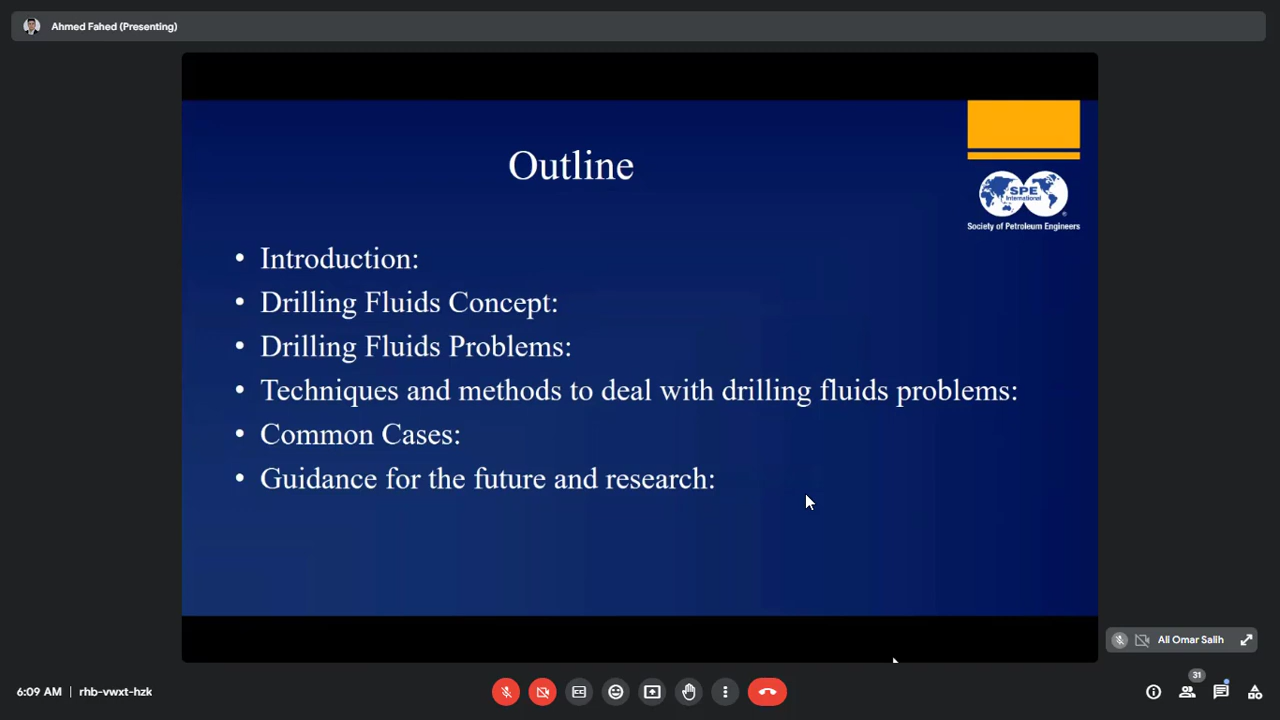 Ahmed Fahed (Presenting)
Outline
SPE
International
Society of Petroleum Engineers
• Introduction:
• Drilling Fluids Concept:
• Drilling Fluids Problems:
• Techniques and methods to deal with drilling fluids problems:
• Common Cases:
• Guidance for the future and research:
Ali Omar Salih
6:09 AM | rhb-vwxt-hzk
31